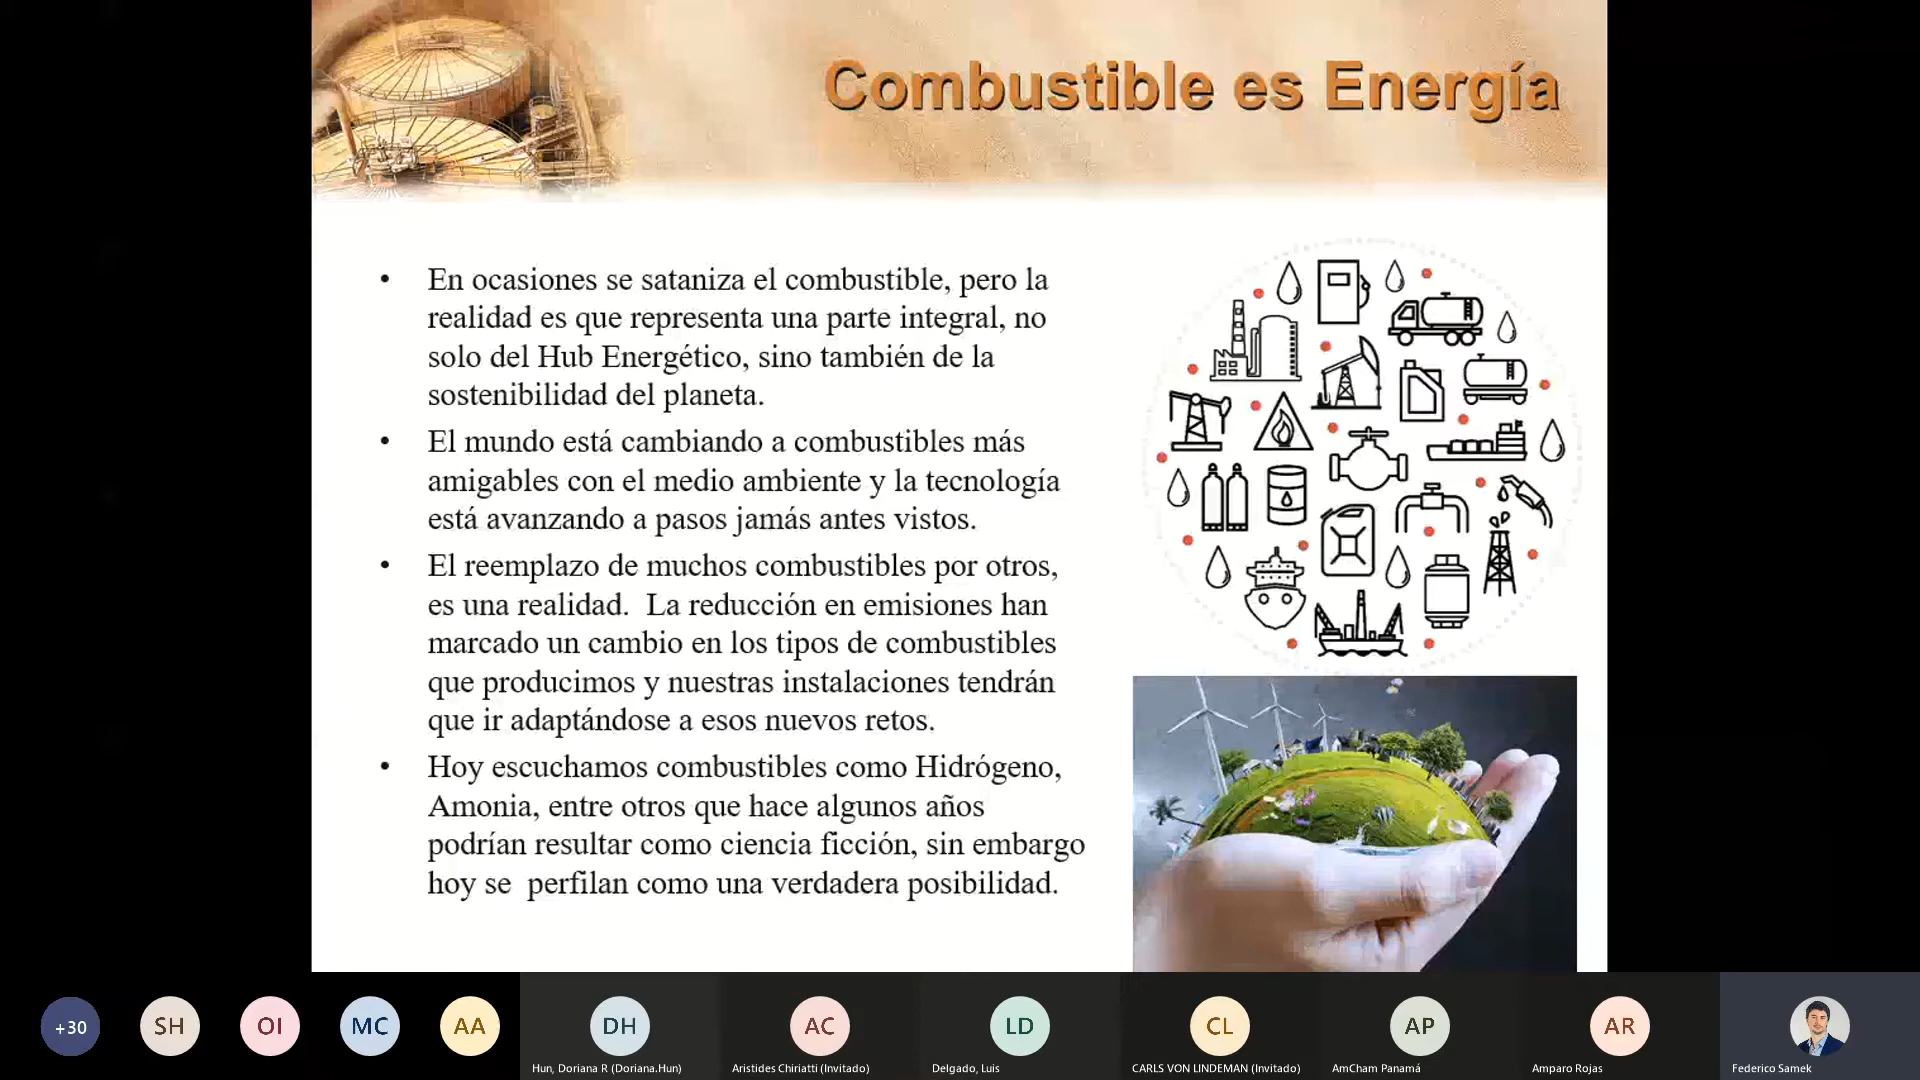 Combustible es Energía
• En ocasiones se sataniza el combustible, pero la
realidad es que representa una parte integral, no
solo del Hub Energético, sino también de la
sostenibilidad del planeta.
• El mundo está cambiando a combustibles más
amigables con el medio ambiente y la tecnología
está avanzando a pasos jamás antes vistos.
• El reemplazo de muchos combustibles por otros,
es una realidad.  La reducción en emisiones han
marcado un cambio en los tipos de combustibles
que producimos y nuestras instalaciones tendrán
que ir adaptándose a esos nuevos retos.
• Hoy escuchamos combustibles como Hidrógeno,
Amonia, entre otros que hace algunos años
podrían resultar como ciencia ficción, sin embargo
hoy se  perfilan como una verdadera posibilidad.
+30 SH OI MC AA DH AC LD CL AP AR
Hun, Doriana R (Doriana.Hun) Aristides Chiriatti (Invitado) Delgado, Luis CARLS VON LINDEMAN (Invitado) AmCham Panamá Amparo Rojas Federico Samek